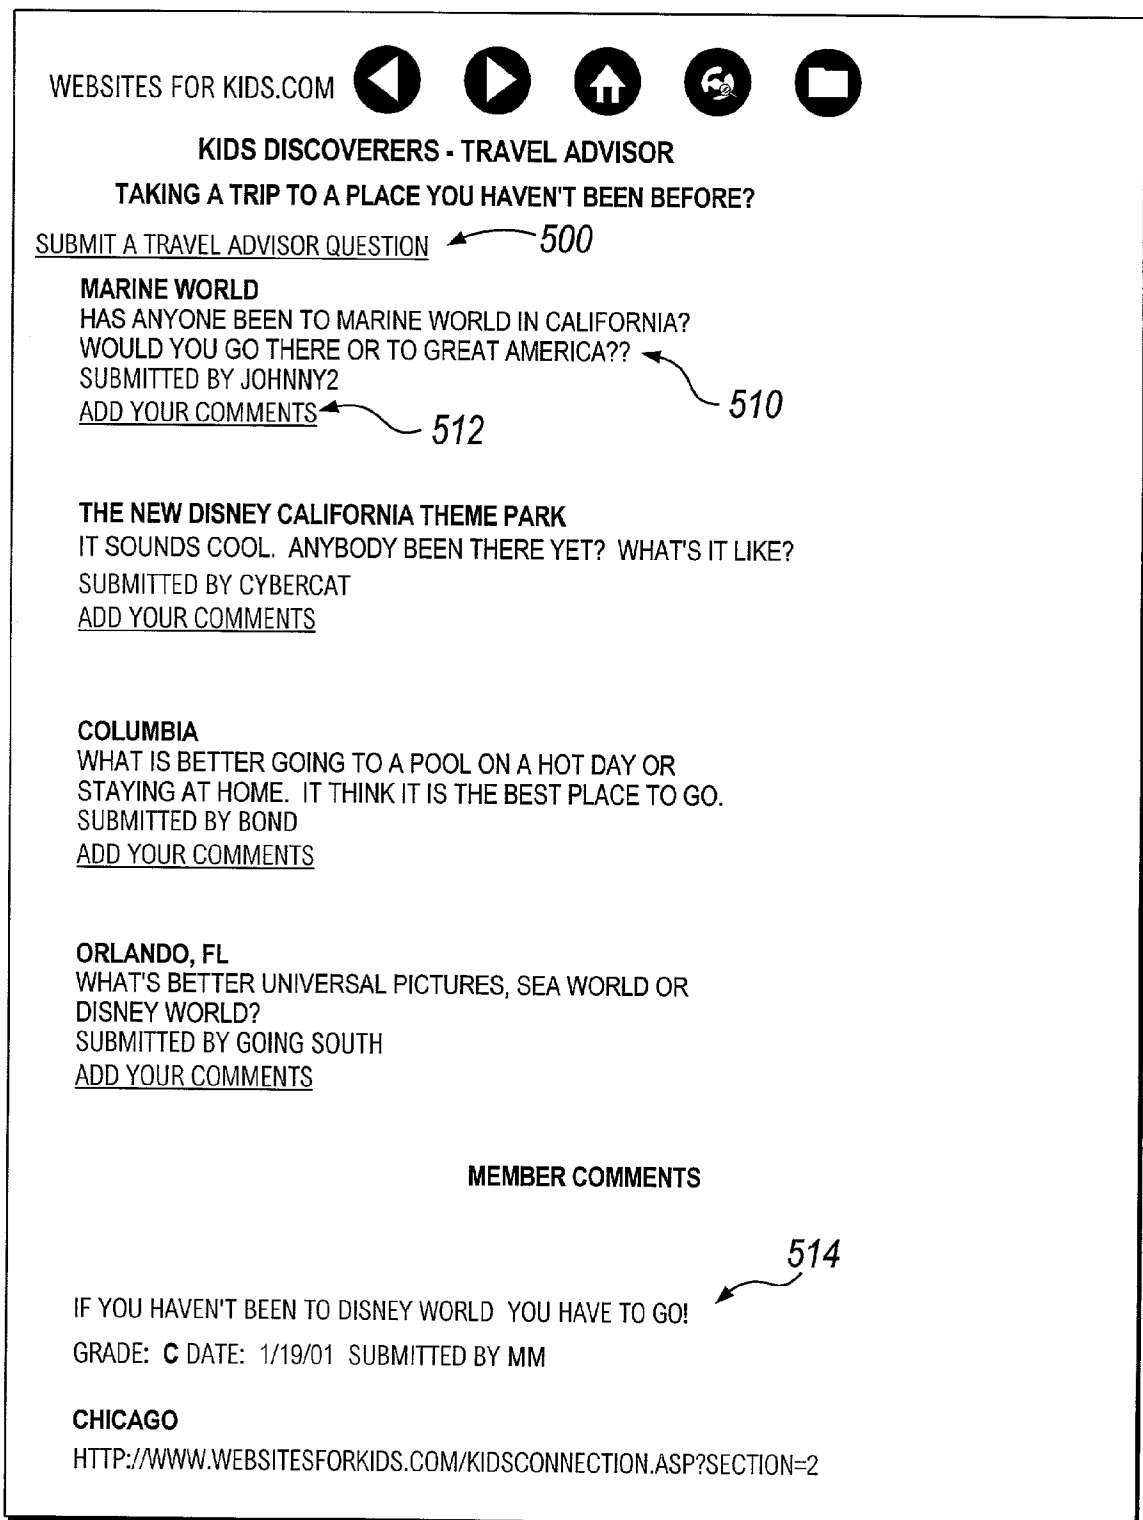 WEBSITES FOR KIDS.COM
KIDS DISCOVERERS - TRAVEL ADVISOR
TAKING A TRIP TO A PLACE YOU HAVEN'T BEEN BEFORE?
SUBMIT A TRAVEL ADVISOR QUESTION 500
MARINE WORLD
HAS ANYONE BEEN TO MARINE WORLD IN CALIFORNIA?
WOULD YOU GO THERE OR TO GREAT AMERICA??
510
SUBMITTED BY JOHNNY2
ADD YOUR COMMENTS
512
THE NEW DISNEY CALIFORNIA THEME PARK
IT SOUNDS COOL. ANYBODY BEEN THERE YET? WHAT'S IT LIKE?
SUBMITTED BY CYBERCAT
ADD YOUR COMMENTS
COLUMBIA
WHAT IS BETTER GOING TO A POOL ON A HOT DAY OR
STAYING AT HOME. IT THINK IT IS THE BEST PLACE TO GO.
SUBMITTED BY BOND
ADD YOUR COMMENTS
ORLANDO, FL
WHAT'S BETTER UNIVERSAL PICTURES, SEA WORLD OR
DISNEY WORLD?
SUBMITTED BY GOING SOUTH
ADD YOUR COMMENTS
MEMBER COMMENTS
514
IF YOU HAVEN'T BEEN TO DISNEY WORLD YOU HAVE TO GO!
GRADE: C DATE: 1/19/01 SUBMITTED BY MM
CHICAGO
HTTP://WWW.WEBSITESFORKIDS.COM/KIDSCONNECTION.ASP?SECTION=2